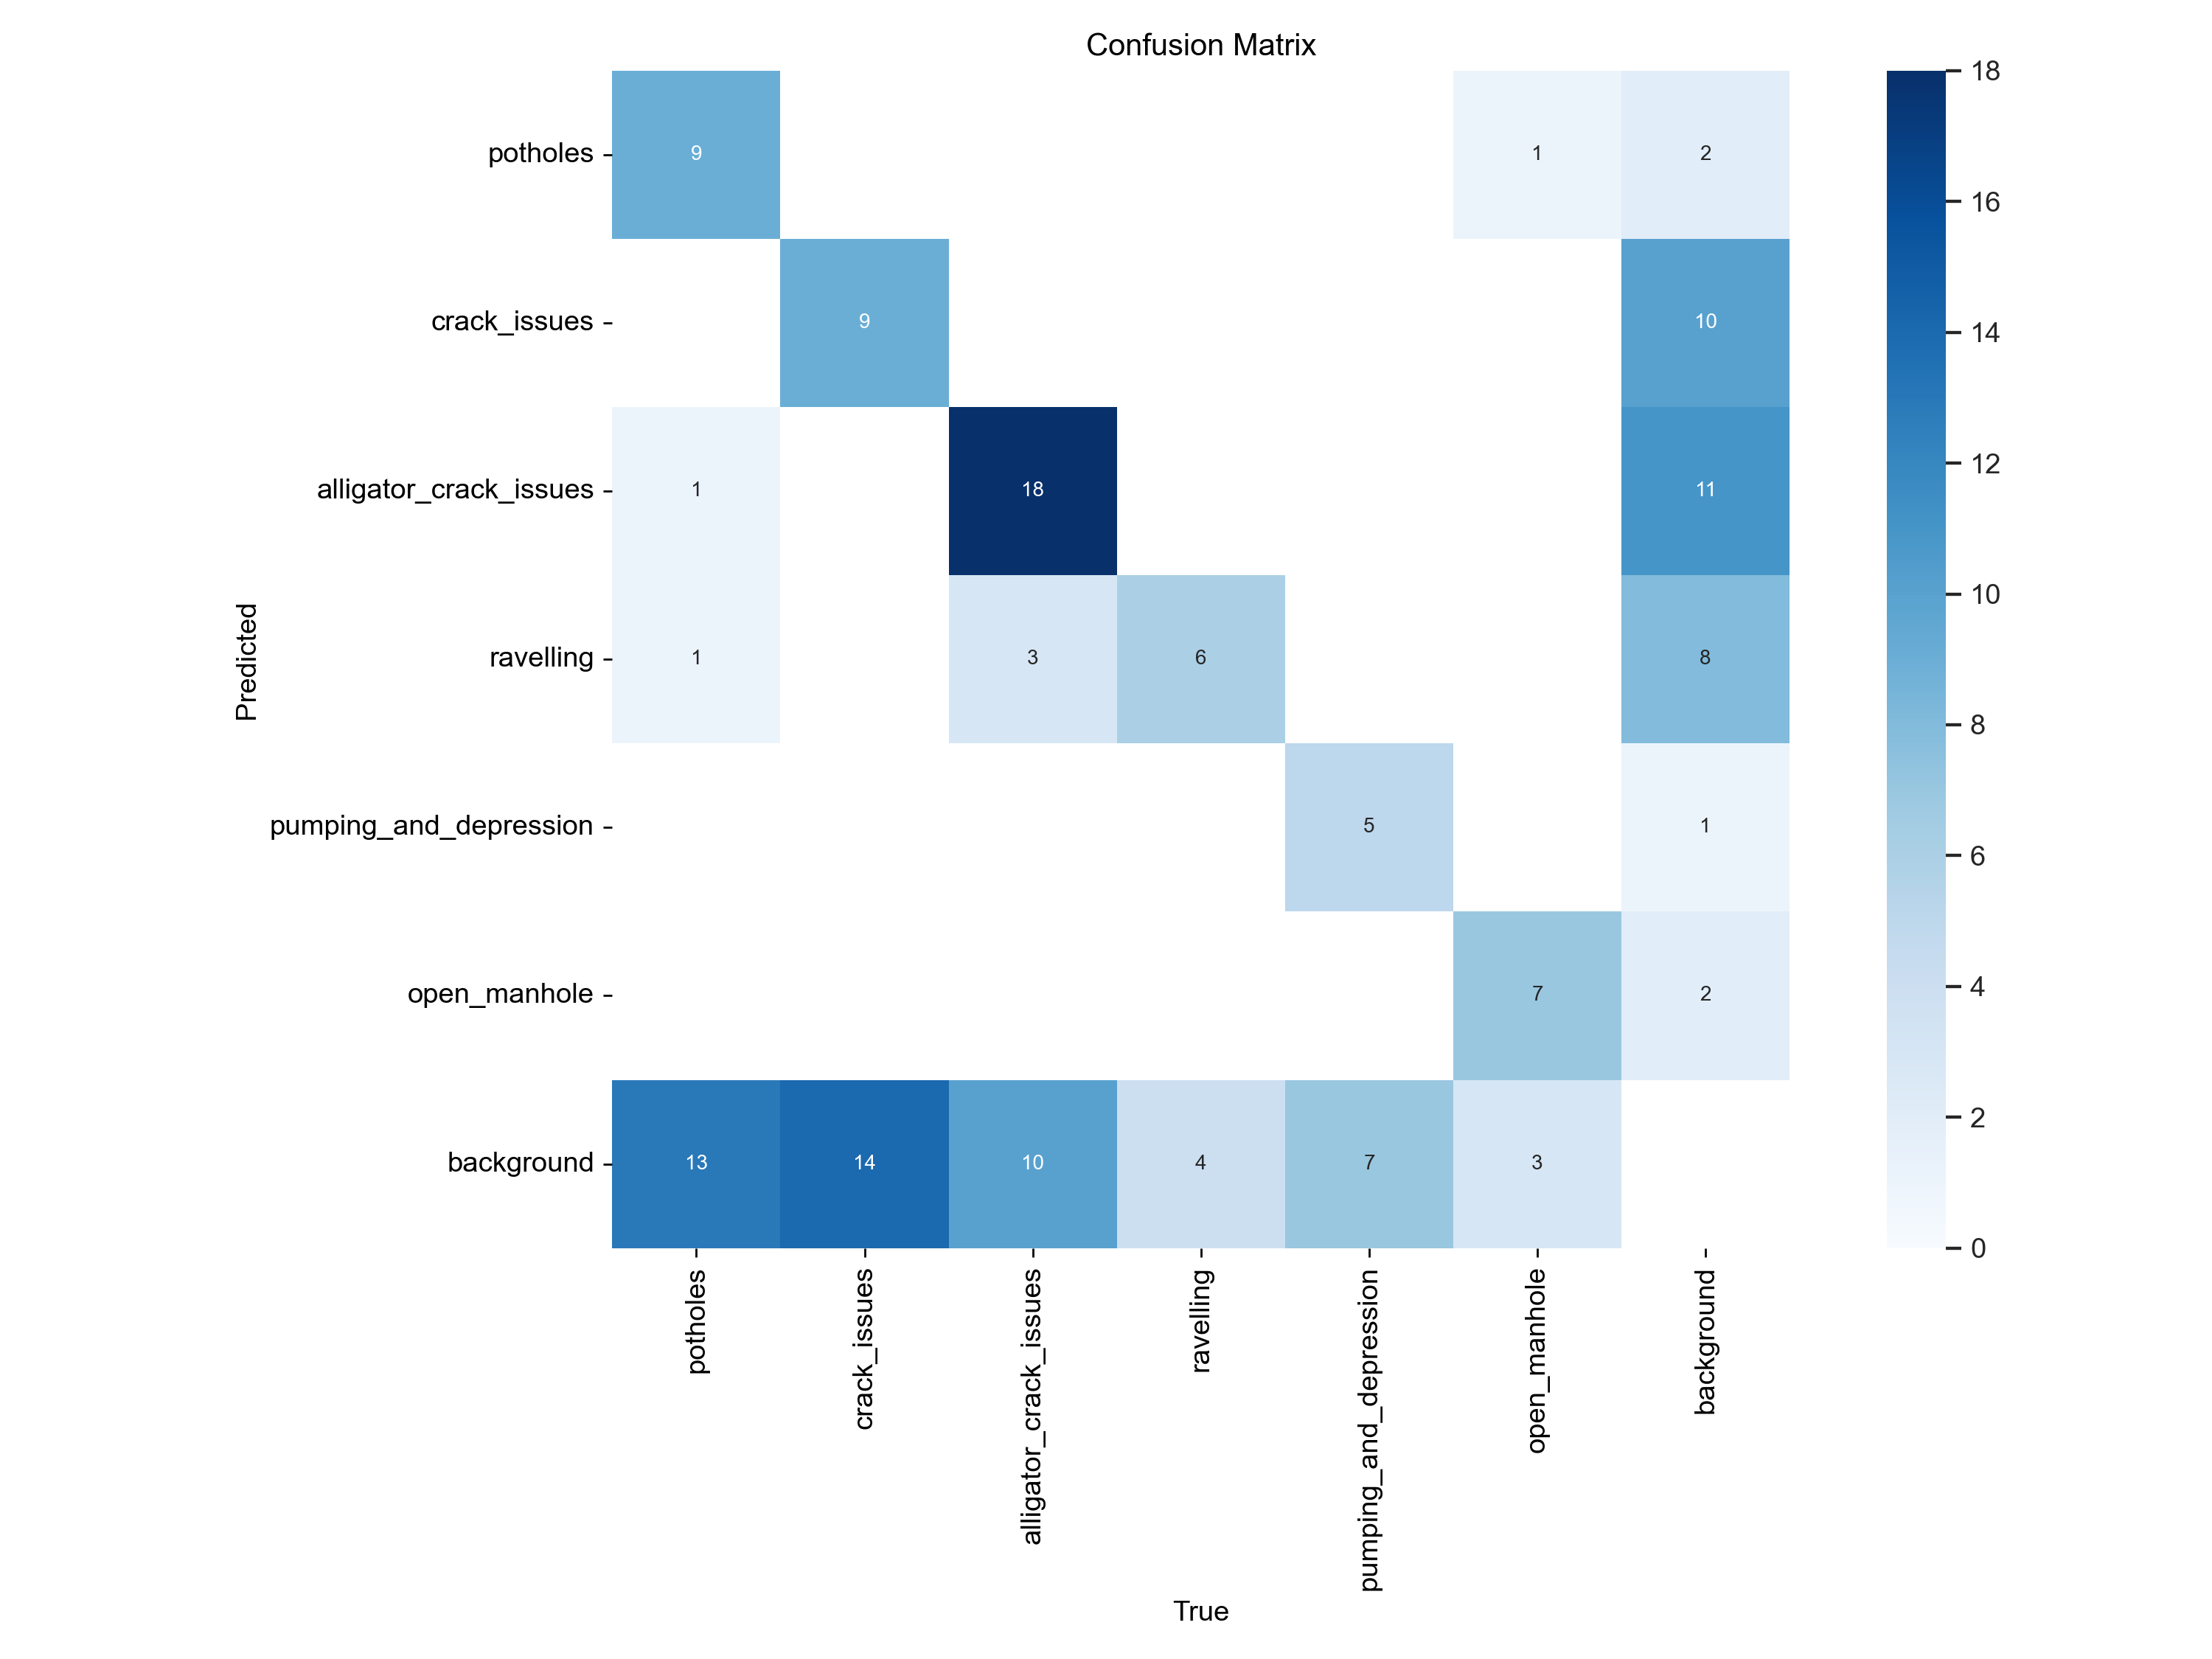 Confusion Matrix
potholes
9
1
2
crack_issues
9
10
alligator_crack_issues
1
18
11
ravelling
1
3
6
8
pumping_and_depression
5
1
open_manhole
7
2
background
13
14
10
4
7
3
Predicted
potholes
crack_issues
alligator_crack_issues
ravelling
pumping_and_depression
open_manhole
background
True
18
16
14
12
10
8
6
4
2
0